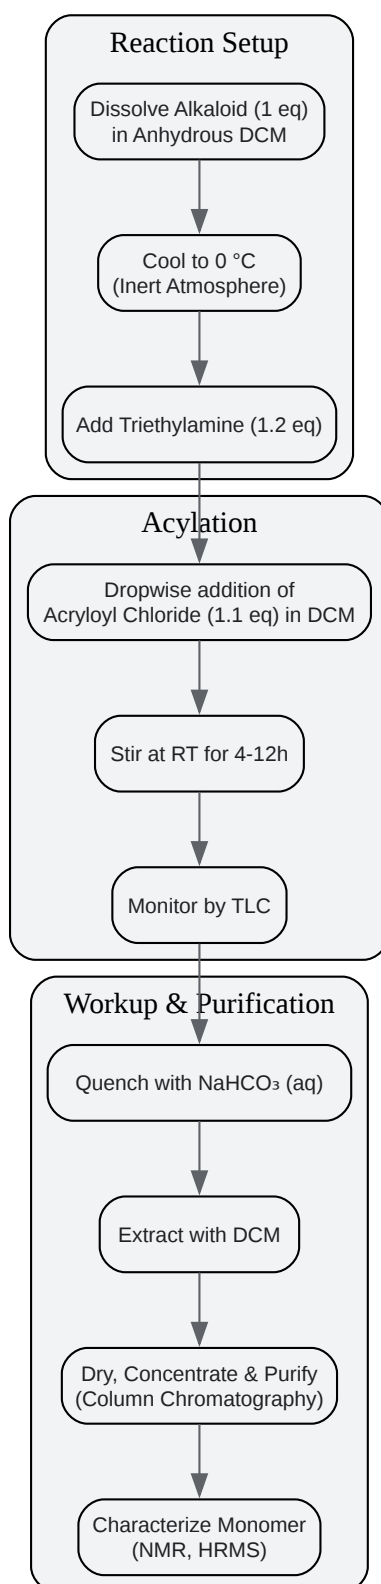 Reaction Setup
Dissolve Alkaloid (1 eq)
in Anhydrous DCM
Cool to 0 °C
(Inert Atmosphere)
Add Triethylamine (1.2 eq)
Acylation
Dropwise addition of
Acryloyl Chloride (1.1 eq) in DCM
Stir at RT for 4-12h
Monitor by TLC
Workup & Purification
Quench with NaHCO₃ (aq)
Extract with DCM
Dry, Concentrate & Purify
(Column Chromatography)
Characterize Monomer
(NMR, HRMS)